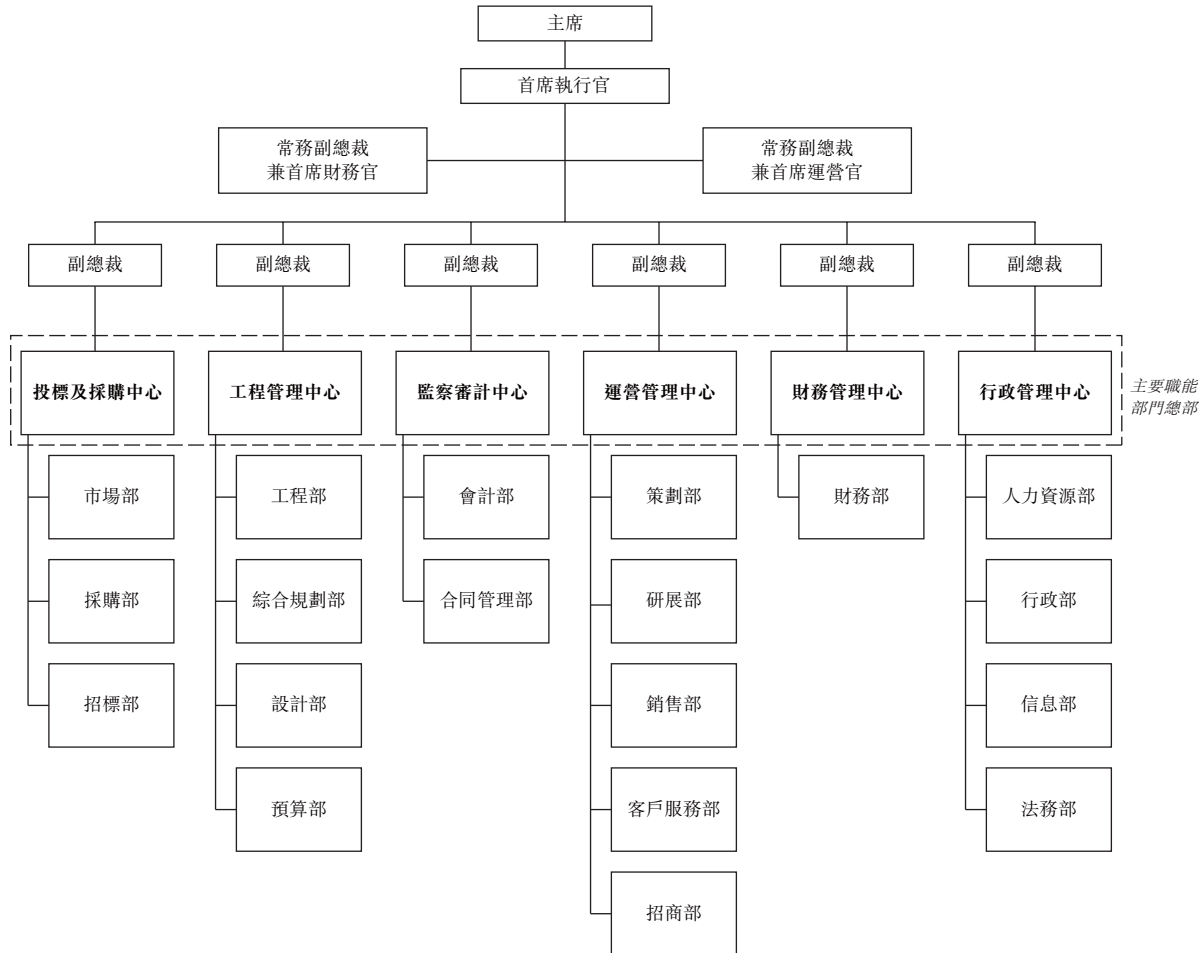 主席
首席執行官
常務副總裁
兼首席財務官
常務副總裁
兼首席運營官
副總裁
副總裁
副總裁
副總裁
副總裁
副總裁
投標及採購中心
工程管理中心
監察審計中心
運營管理中心
財務管理中心
行政管理中心
主要職能
部門總部
市場部
工程部
會計部
策劃部
財務部
人力資源部
採購部
綜合規劃部
合同管理部
研展部
行政部
招標部
設計部
銷售部
信息部
預算部
客戶服務部
法務部
招商部